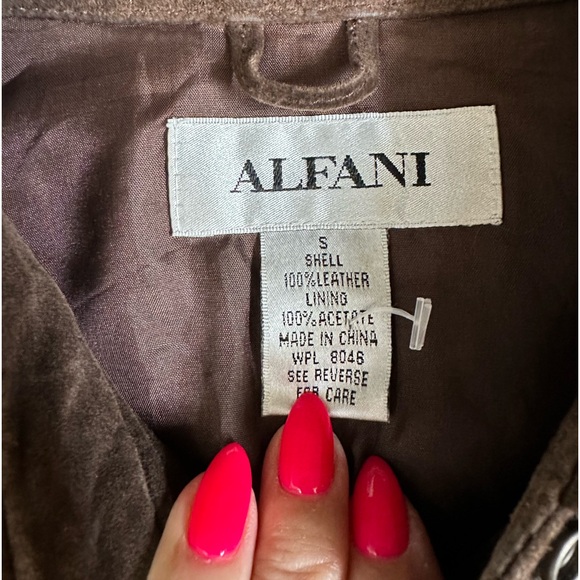 ALFANI
S
SHELL
100%LEATHER
LINING
100%ACETATE
MADE IN CHINA
WPL 8046
SEE REVERSE
FOR CARE